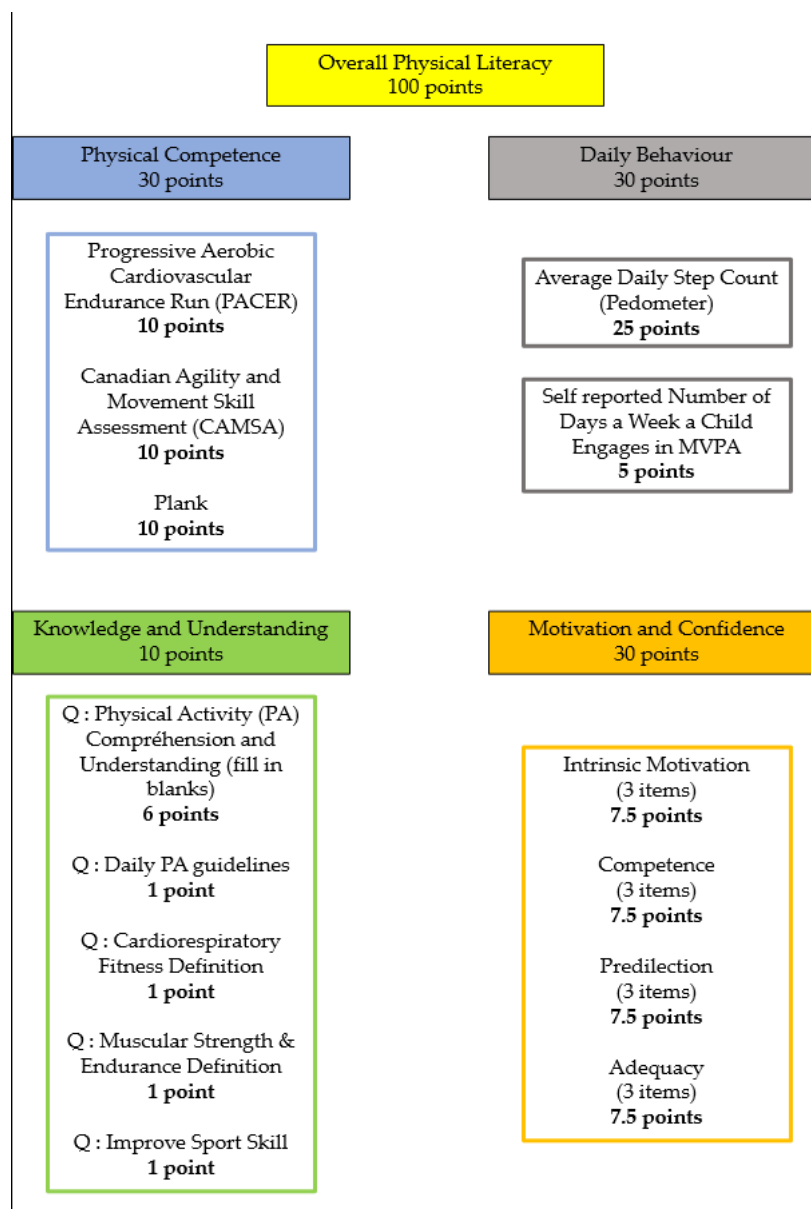 Overall Physical Literacy
100 points
Physical Competence
30 points
Daily Behaviour
30 points
Progressive Aerobic
Cardiovascular
Endurance Run (PACER)
10 points
Canadian Agility and
Movement Skill
Assessment (CAMSA)
10 points
Plank
10 points
Average Daily Step Count
(Pedometer)
25 points
Self reported Number of
Days a Week a Child
Engages in MVPA
5 points
Knowledge and Understanding
10 points
Motivation and Confidence
30 points
Q : Physical Activity (PA)
Compréhension and
Understanding (fill in
blanks)
6 points
Q : Daily PA guidelines
1 point
Q : Cardiorespiratory
Fitness Definition
1 point
Q : Muscular Strength &
Endurance Definition
1 point
Q : Improve Sport Skill
1 point
Intrinsic Motivation
(3 items)
7.5 points
Competence
(3 items)
7.5 points
Predilection
(3 items)
7.5 points
Adequacy
(3 items)
7.5 points